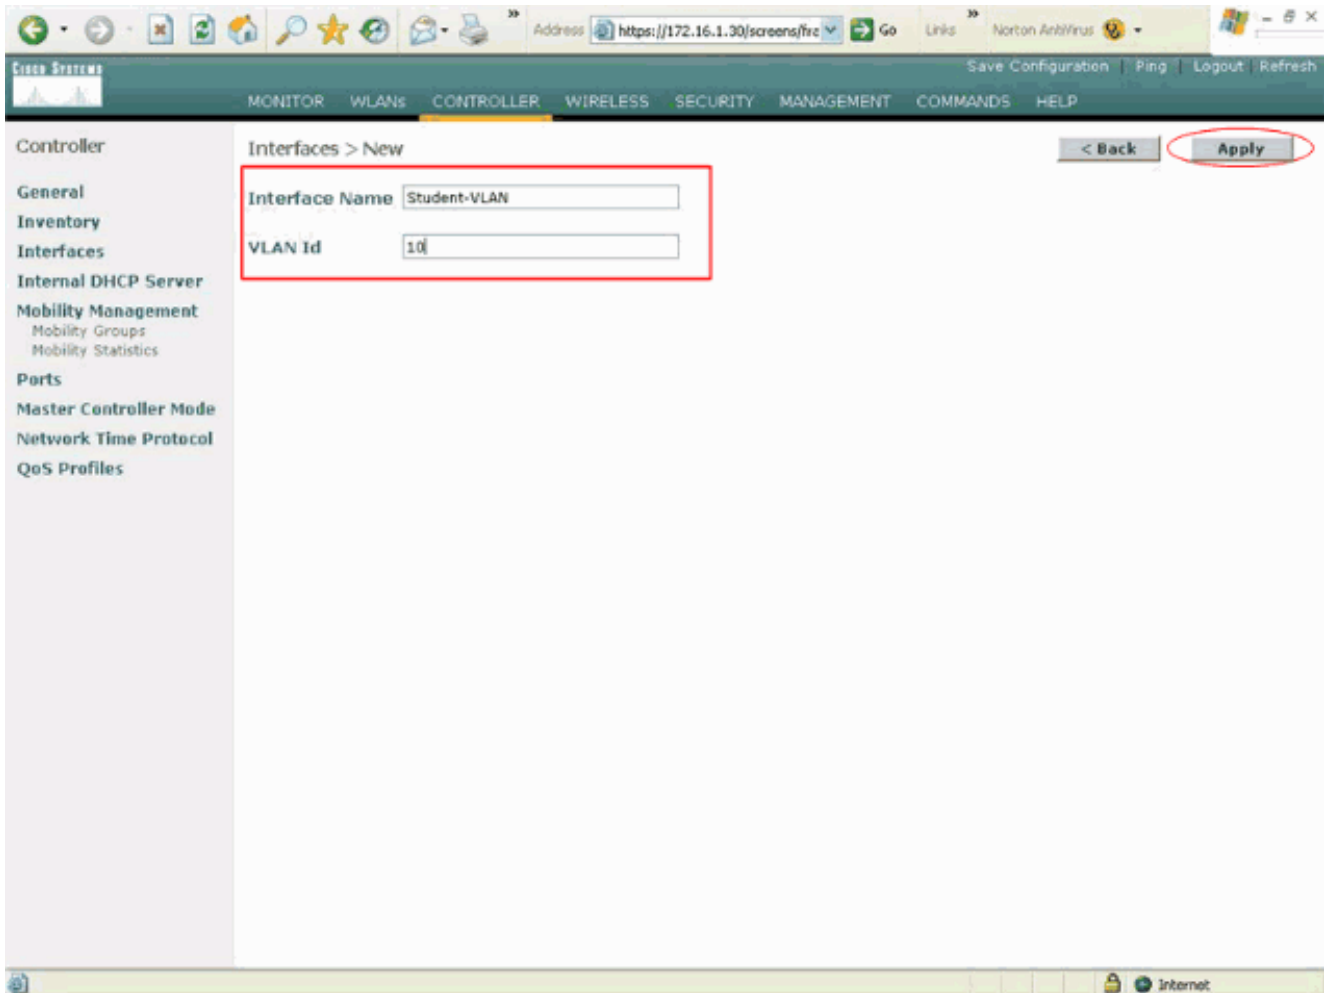 » Address https://172.16.1.30/screens/fra Go Links » Norton AntiVirus
CISCO SYSTEMS
Save Configuration | Ping | Logout | Refresh
MONITOR WLANs CONTROLLER WIRELESS SECURITY MANAGEMENT COMMANDS HELP
Controller
General
Inventory
Interfaces
Internal DHCP Server
Mobility Management
Mobility Groups
Mobility Statistics
Ports
Master Controller Mode
Network Time Protocol
QoS Profiles
Interfaces > New
< Back Apply
Interface Name Student-VLAN
VLAN Id 10
Internet